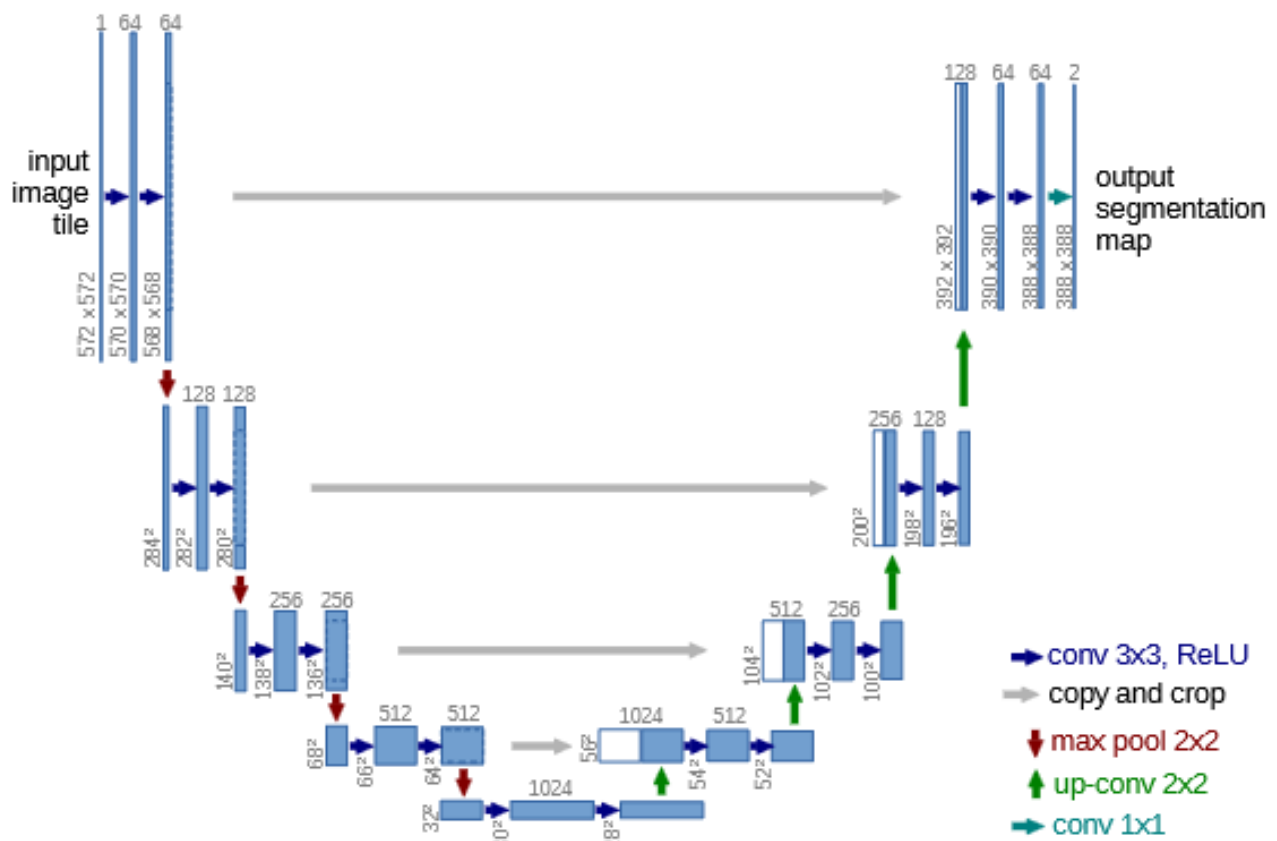 1 64 64
128 64 64 2
input
image
tile
output
segmentation
map
572 x 572
570 x 570
568 x 568
392 x 392
390 x 390
388 x 388
388 x 388
128 128
256 128
284²
282²
280²
200²
198²
196²
256 256
512 256
140²
138²
136²
104²
102²
100²
conv 3x3, ReLU
copy and crop
max pool 2x2
up-conv 2x2
conv 1x1
512 512
1024 512
68²
66²
64²
56²
54²
52²
1024
32²
0²
8²